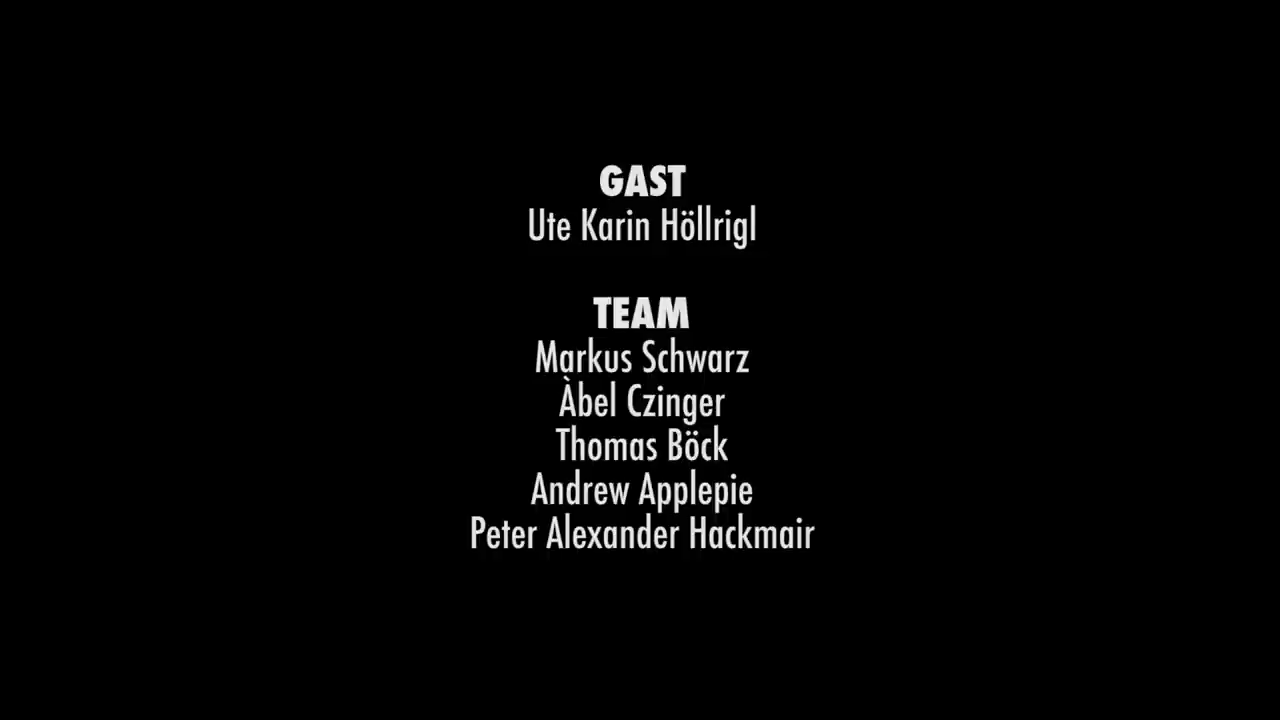 GAST
Ute Karin Höllrigl
TEAM
Markus Schwarz
Àbel Czinger
Thomas Böck
Andrew Applepie
Peter Alexander Hackmair